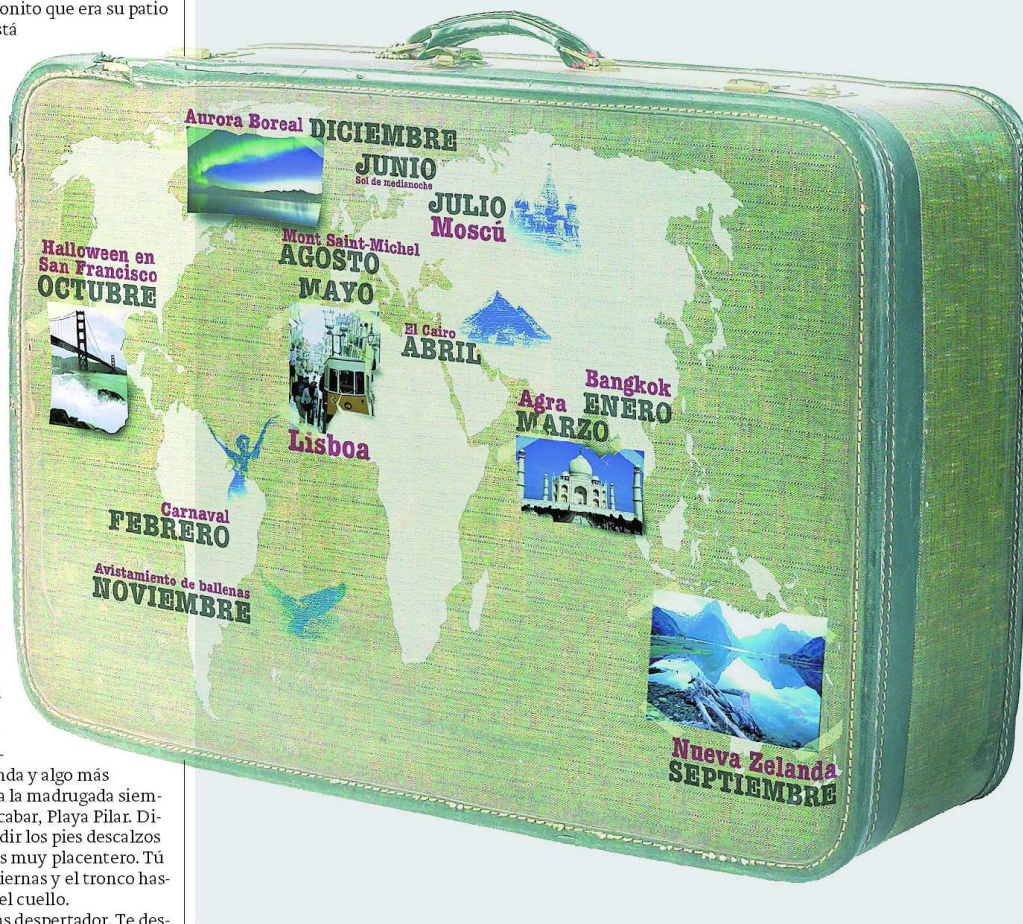 onito que era su patio
stá
Aurora Boreal
DICIEMBRE
JUNIO
Sol de medianoche
JULIO
Moscú
Mont Saint-Michel
AGOSTO
MAYO
Lisboa
Halloween en
San Francisco
OCTUBRE
El Cairo
ABRIL
Bangkok
ENERO
Agra
MARZO
Carnaval
FEBRERO
Avistamiento de ballenas
NOVIEMBRE
Nueva Zelanda
SEPTIEMBRE
nda y algo más
a la madrugada siem-
cabar, Playa Pilar. Di-
dir los pies descalzos
s muy placentero. Tú
iernas y el tronco has-
el cuello.
as despertador. Te des-